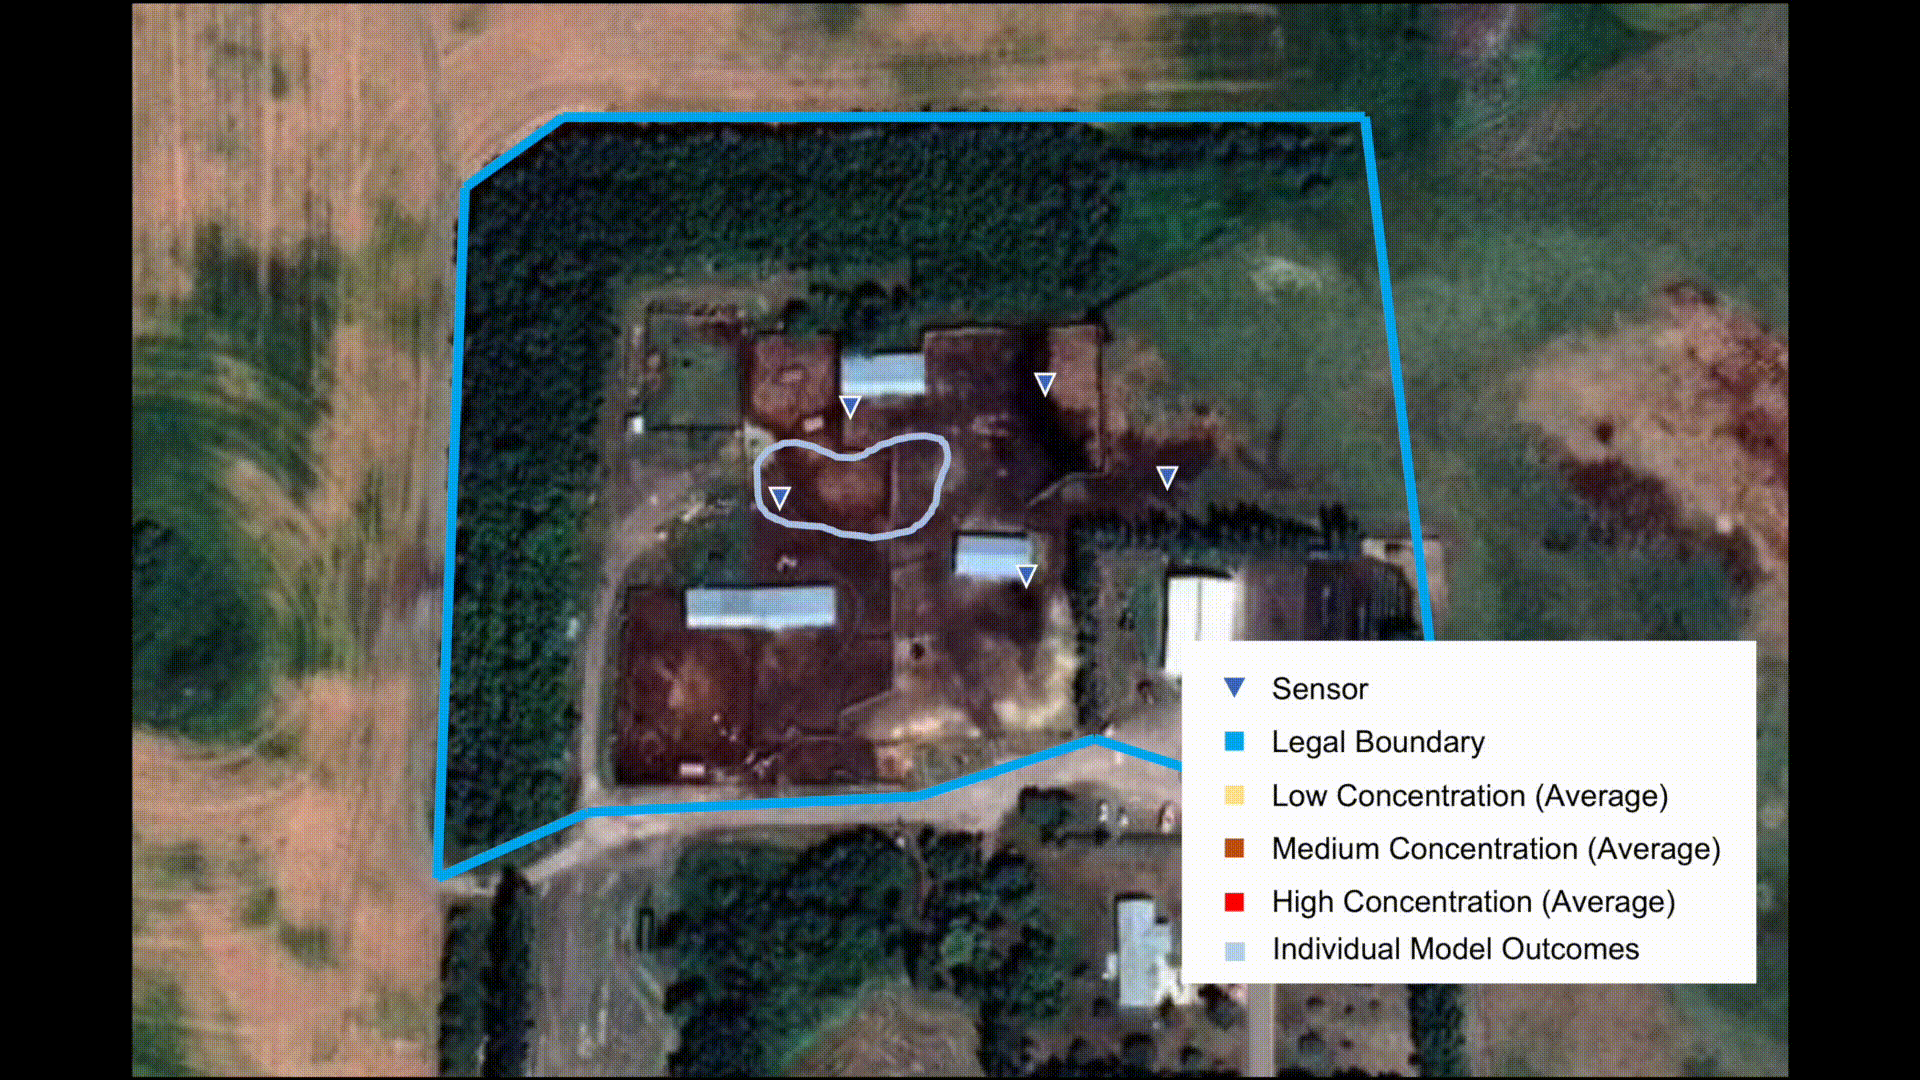 Sensor
Legal Boundary
Low Concentration (Average)
Medium Concentration (Average)
High Concentration (Average)
Individual Model Outcomes